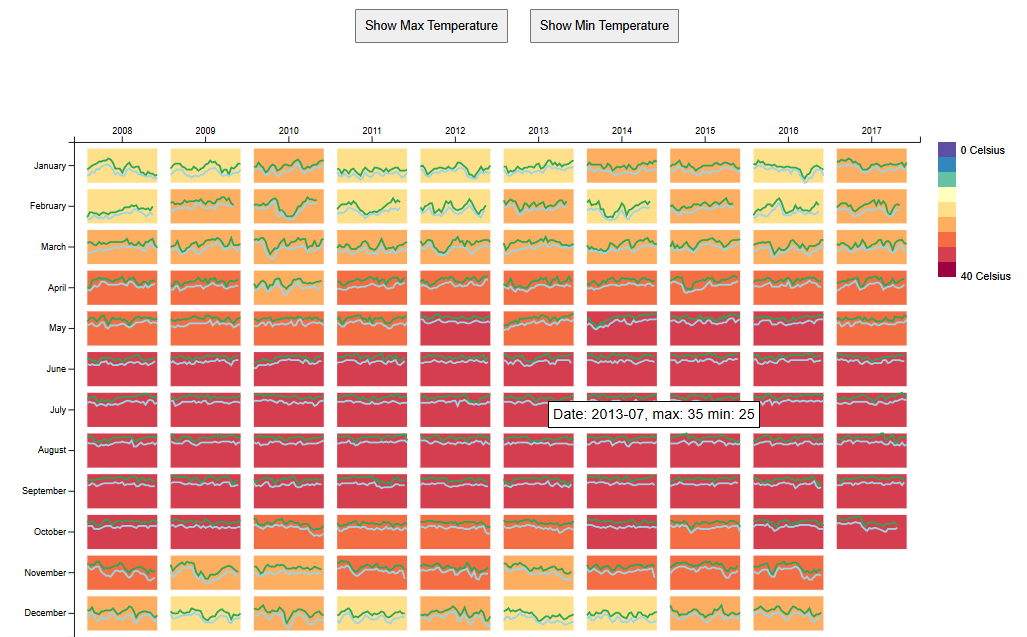 Show Max Temperature Show Min Temperature
2008 2009 2010 2011 2012 2013 2014 2015 2016 2017
January
0 Celsius
February
March
40 Celsius
April
May
June
July
Date: 2013-07, max: 35 min: 25
August
September
October
November
December